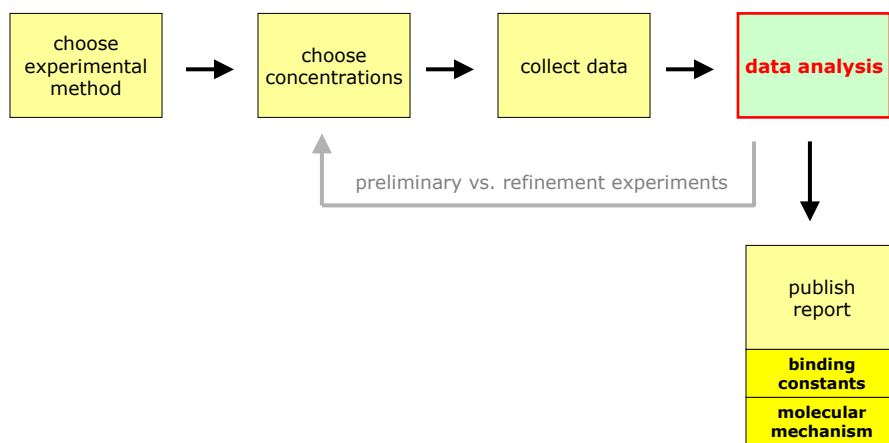 choose
experimental
method
choose
concentrations
collect data
data analysis
preliminary vs. refinement experiments
publish
report
binding
constants
molecular
mechanism